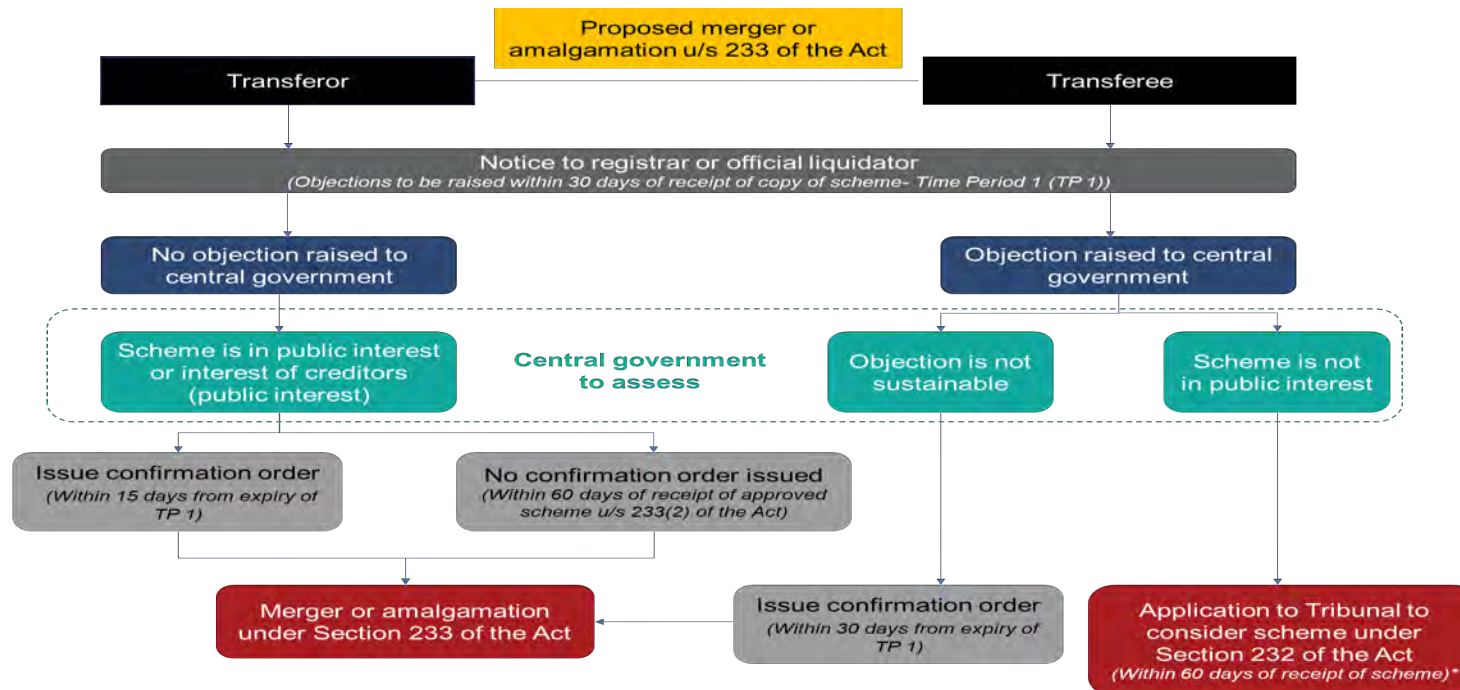 Proposed merger or
amalgamation u/s 233 of the Act
Transferor
Transferee
Notice to registrar or official liquidator
(Objections to be raised within 30 days of receipt of copy of scheme- Time Period 1 (TP 1))
No objection raised to
central government
Objection raised to central
government
Scheme is in public interest
or interest of creditors
(public interest)
Central government
to assess
Objection is not
sustainable
Scheme is not
in public interest
Issue confirmation order
(Within 15 days from expiry of
TP 1)
No confirmation order issued
(Within 60 days of receipt of approved
scheme u/s 233(2) of the Act)
Merger or amalgamation
under Section 233 of the Act
Issue confirmation order
(Within 30 days from expiry of
TP 1)
Application to Tribunal to
consider scheme under
Section 232 of the Act
(Within 60 days of receipt of scheme)*